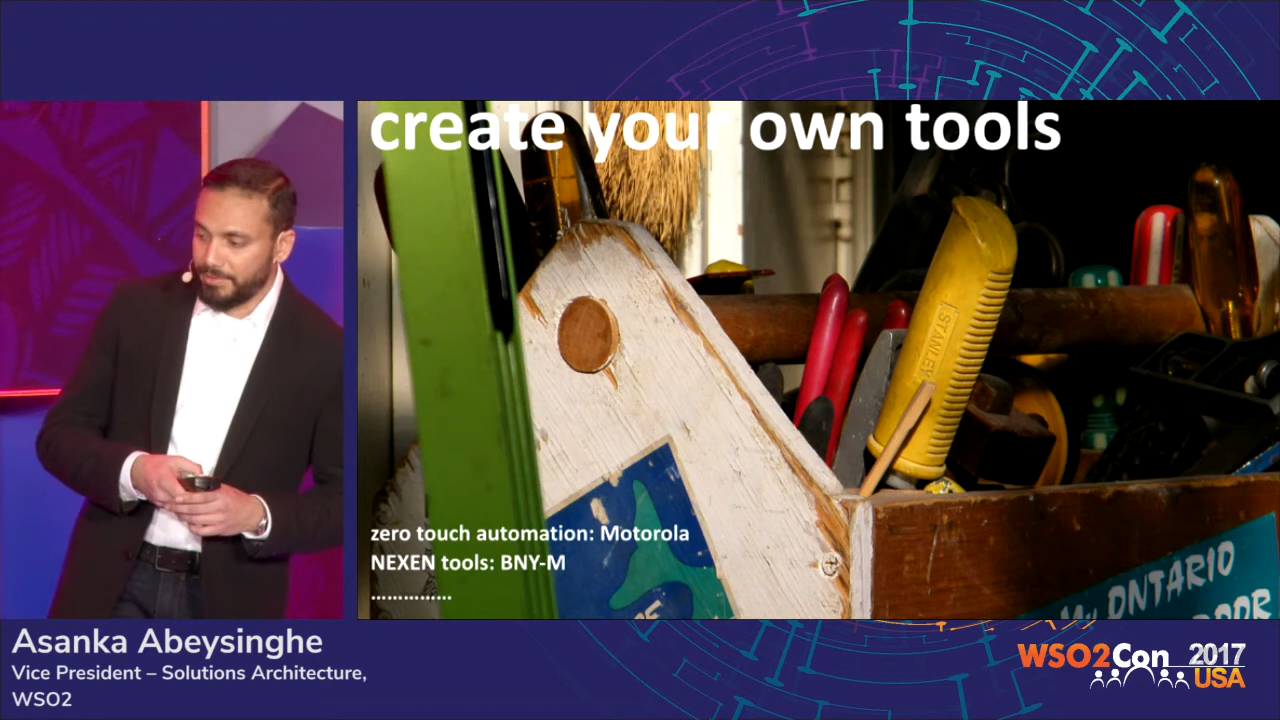 create your own tools
STANLEY
zero touch automation: Motorola
NEXEN tools: BNY-M
……………
My ONTARIO
Asanka Abeysinghe
Vice President – Solutions Architecture,
WSO2
WSO2Con 2017
USA